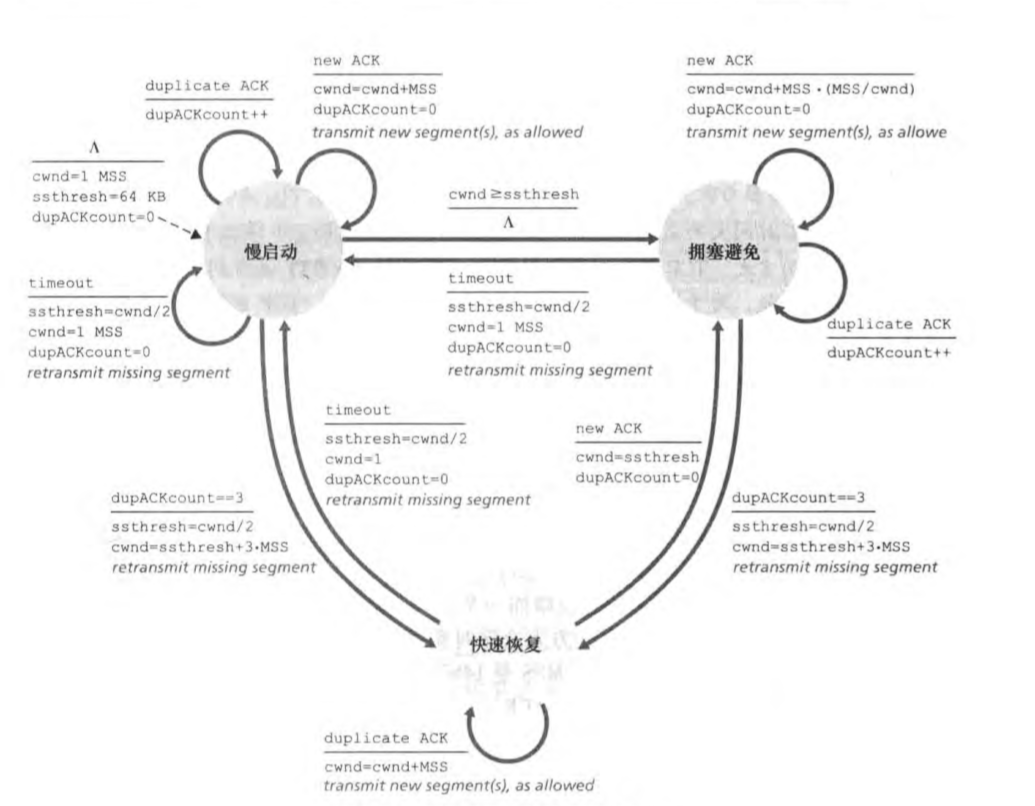 new ACK
cwnd=cwnd+MSS
dupACKcount=0
transmit new segment(s), as allowed
duplicate ACK
dupACKcount++
Λ
cwnd=1 MSS
ssthresh=64 KB
dupACKcount=0
慢启动
timeout
ssthresh=cwnd/2
cwnd=1 MSS
dupACKcount=0
retransmit missing segment
cwnd≥ssthresh
Λ
timeout
ssthresh=cwnd/2
cwnd=1 MSS
dupACKcount=0
retransmit missing segment
new ACK
cwnd=cwnd+MSS·(MSS/cwnd)
dupACKcount=0
transmit new segment(s), as allowe
拥塞避免
duplicate ACK
dupACKcount++
timeout
ssthresh=cwnd/2
cwnd=1
dupACKcount=0
retransmit missing segment
new ACK
cwnd=ssthresh
dupACKcount=0
dupACKcount==3
ssthresh=cwnd/2
cwnd=ssthresh+3·MSS
retransmit missing segment
dupACKcount==3
ssthresh=cwnd/2
cwnd=ssthresh+3·MSS
retransmit missing segment
快速恢复
duplicate ACK
cwnd=cwnd+MSS
transmit new segment(s), as allowed